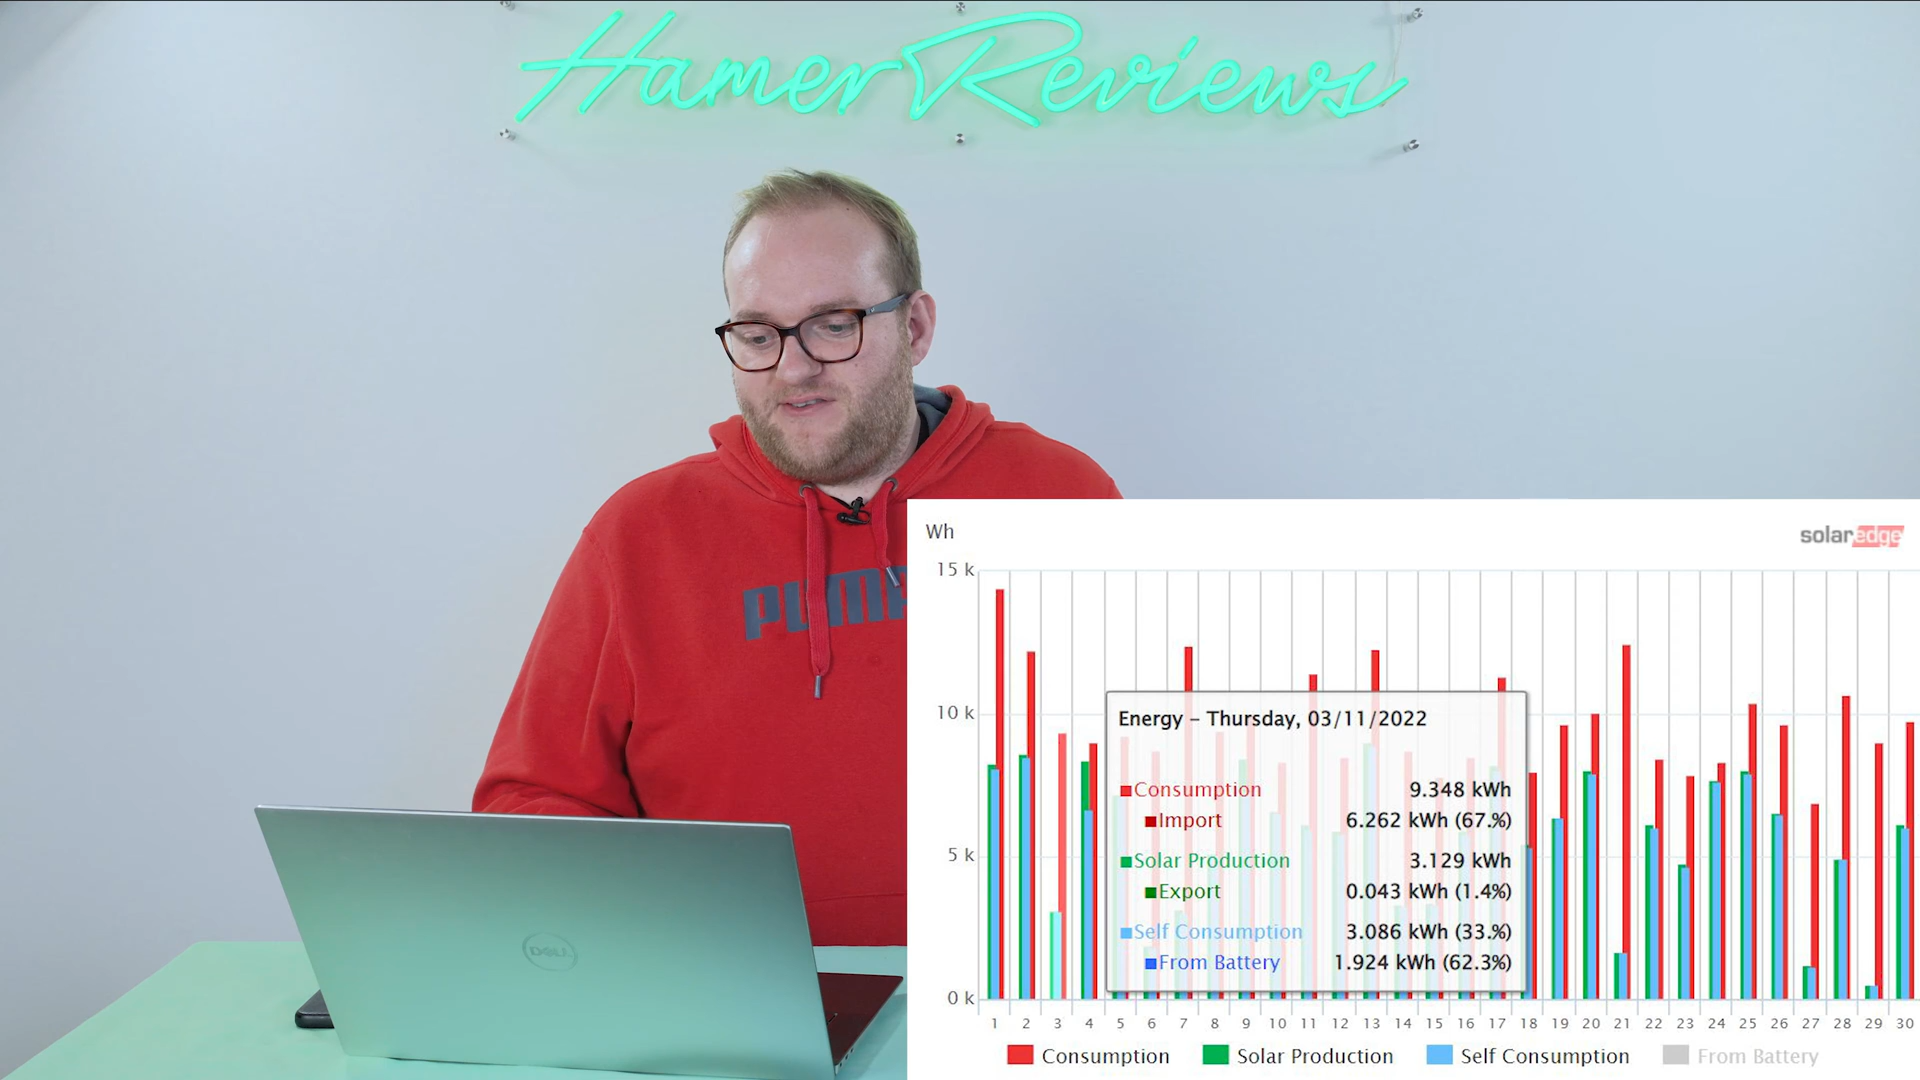 HamerReviews
PUMA
DELL
Wh
solaredge
15 k
10 k
5 k
0 k
Energy – Thursday, 03/11/2022
Consumption 9.348 kWh
Import 6.262 kWh (67.%)
Solar Production 3.129 kWh
Export 0.043 kWh (1.4%)
Self Consumption 3.086 kWh (33.%)
From Battery 1.924 kWh (62.3%)
1 2 3 4 5 6 7 8 9 10 11 12 13 14 15 16 17 18 19 20 21 22 23 24 25 26 27 28 29 30
Consumption Solar Production Self Consumption From Battery